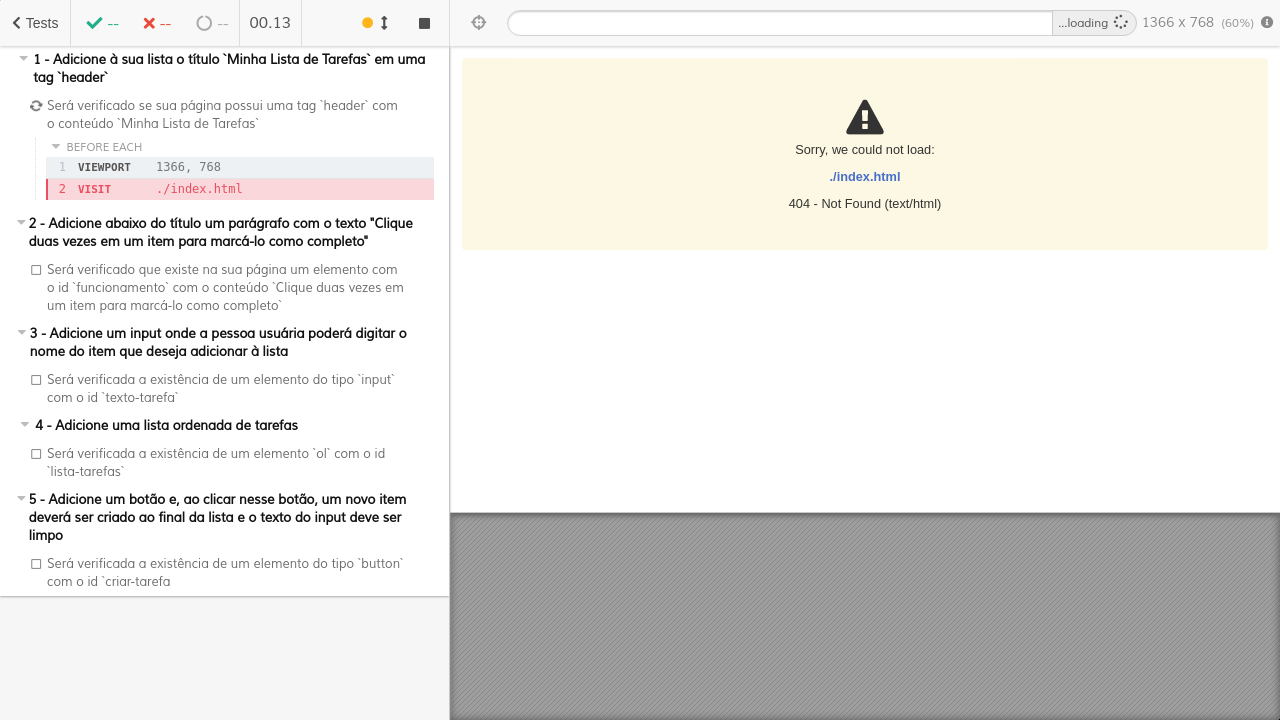 Tests
--
--
--
00.13
...loading
1366 x 768 (60%)
1 - Adicione à sua lista o título `Minha Lista de Tarefas` em uma
tag `header`
Será verificado se sua página possui uma tag `header` com
o conteúdo `Minha Lista de Tarefas`
BEFORE EACH
1 VIEWPORT 1366, 768
2 VISIT ./index.html
2 - Adicione abaixo do título um parágrafo com o texto "Clique
duas vezes em um item para marcá-lo como completo"
Será verificado que existe na sua página um elemento com
o id `funcionamento` com o conteúdo `Clique duas vezes em
um item para marcá-lo como completo`
3 - Adicione um input onde a pessoa usuária poderá digitar o
nome do item que deseja adicionar à lista
Será verificada a existência de um elemento do tipo `input`
com o id `texto-tarefa`
4 - Adicione uma lista ordenada de tarefas
Será verificada a existência de um elemento `ol` com o id
`lista-tarefas`
5 - Adicione um botão e, ao clicar nesse botão, um novo item
deverá ser criado ao final da lista e o texto do input deve ser
limpo
Será verificada a existência de um elemento do tipo `button`
com o id `criar-tarefa
Sorry, we could not load:
./index.html
404 - Not Found (text/html)